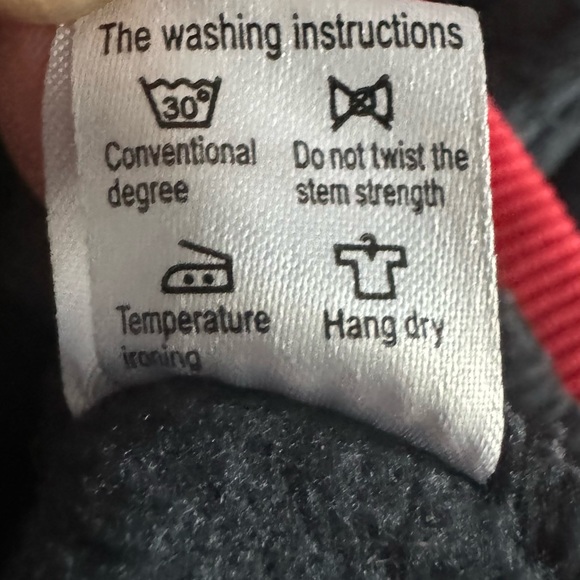 The washing instructions
30°
Conventional
degree
Do not twist the
stem strength
Temperature
ironing
Hang dry